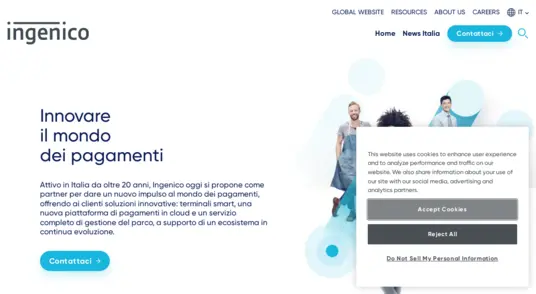 GLOBAL WEBSITE RESOURCES ABOUT US CAREERS IT
ingenico
Home News Italia Contattaci
Innovare
il mondo
dei pagamenti
Attivo in Italia da oltre 20 anni, Ingenico oggi si propone come
partner per dare un nuovo impulso al mondo dei pagamenti,
offrendo ai clienti soluzioni innovative: terminali smart, una
nuova piattaforma di pagamenti in cloud e un servizio
completo di gestione del parco, a supporto di un ecosistema in
continua evoluzione.
Contattaci
This website uses cookies to enhance user experience
and to analyze performance and traffic on our
website. We also share information about your use of
our site with our social media, advertising and
analytics partners.
Accept Cookies
Reject All
Do Not Sell My Personal Information